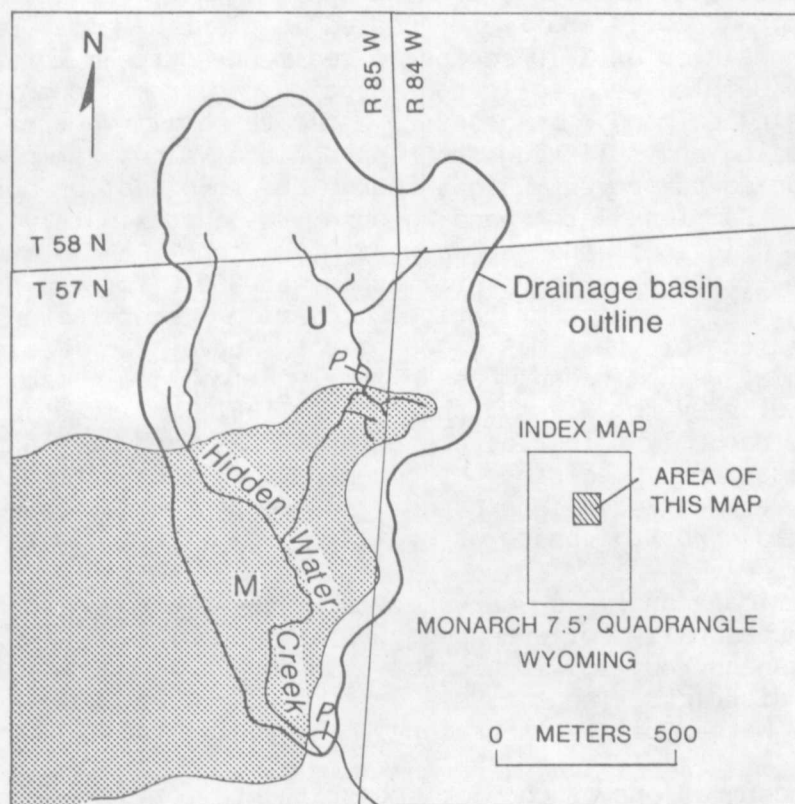 N
R 85 W
R 84 W
T 58 N
T 57 N
U
Drainage basin
outline
P
Hidden Water Creek
M
INDEX MAP
AREA OF
THIS MAP
MONARCH 7.5' QUADRANGLE
WYOMING
P
0 METERS 500